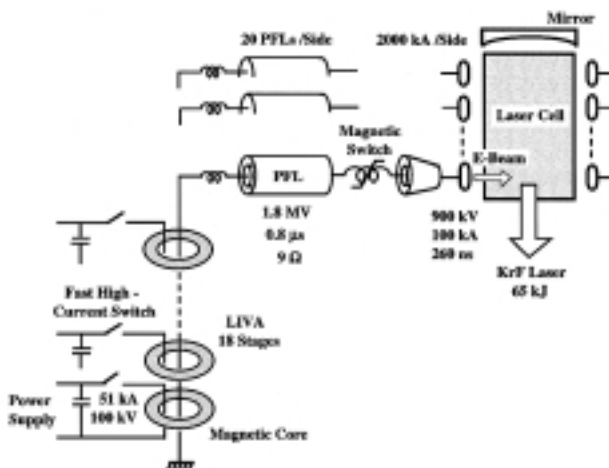 Mirror
20 PFLs /Side
2000 kA /Side
Laser Cell
Magnetic
Switch
E-Beam
PFL
1.8 MV
0.8 μs
9 Ω
900 kV
100 kA
260 ns
KrF Laser
65 kJ
Fast High -
Current Switch
LIVA
18 Stages
Power
Supply
51 kA
100 kV
Magnetic Core